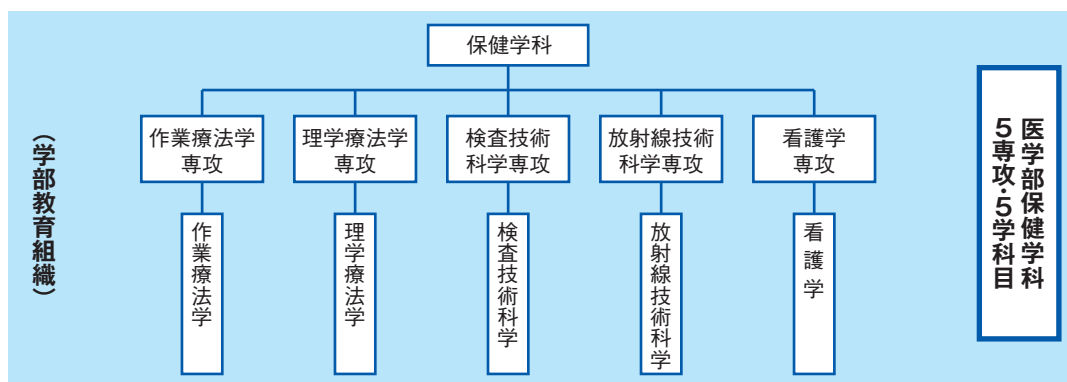 保健学科
作業療法学
専攻
理学療法学
専攻
検査技術
科学専攻
放射線技術
科学専攻
看護学
専攻
作業療法学
理学療法学
検査技術科学
放射線技術科学
看護学
医学部保健学科
5専攻・5学科目
（学部教育組織）